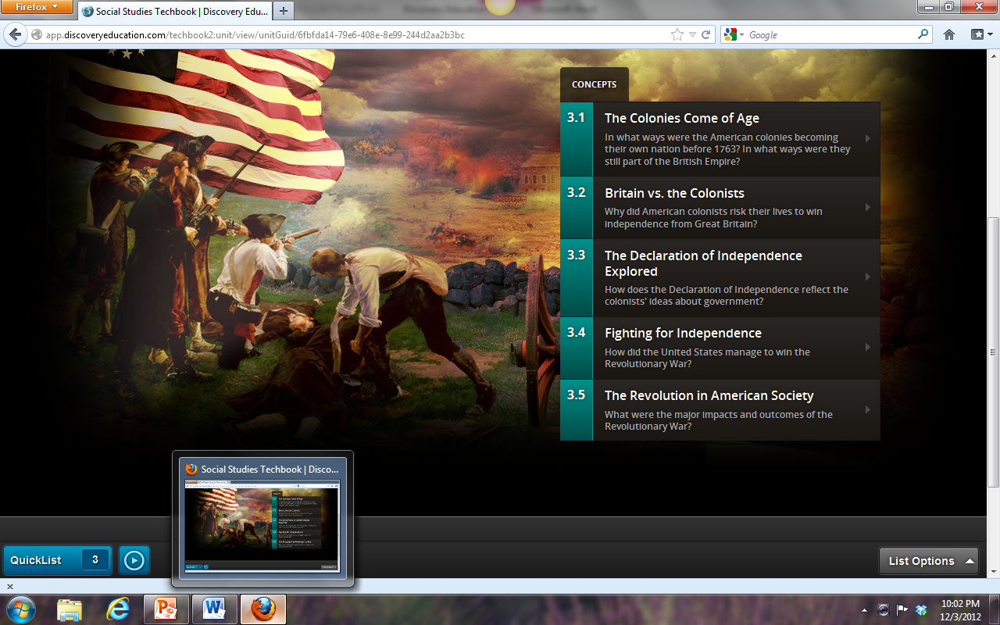 Firefox
Social Studies Techbook | Discovery Edu...
app.discoveryeducation.com/techbook2:unit/view/unitGuid/6fbfda14-79e6-408e-8e99-244d2aa2b3bc
Google
CONCEPTS
3.1 The Colonies Come of Age
In what ways were the American colonies becoming
their own nation before 1763? In what ways were they
still part of the British Empire?
3.2 Britain vs. the Colonists
Why did American colonists risk their lives to win
independence from Great Britain?
3.3 The Declaration of Independence
Explored
How does the Declaration of Independence reflect the
colonists' ideas about government?
3.4 Fighting for Independence
How did the United States manage to win the
Revolutionary War?
3.5 The Revolution in American Society
What were the major impacts and outcomes of the
Revolutionary War?
Social Studies Techbook | Disco...
QuickList 3
List Options
10:02 PM
12/3/2012